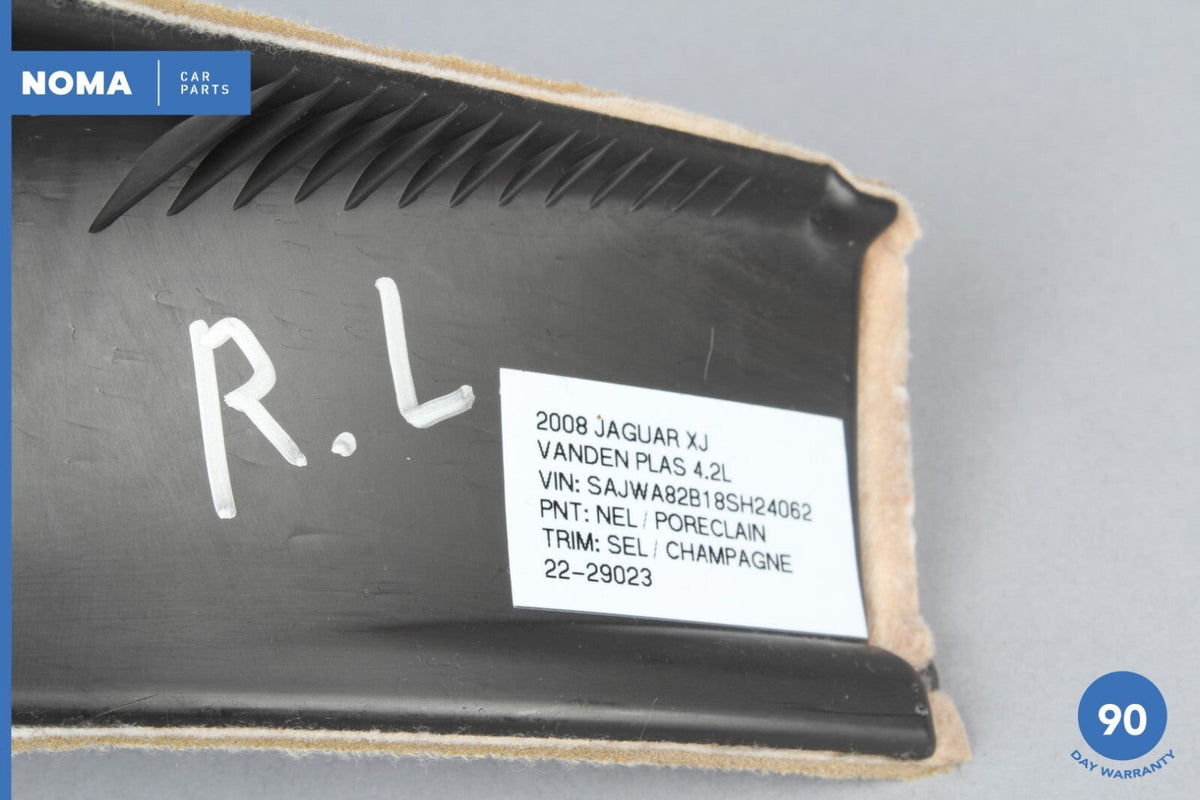 NOMA
CAR
PARTS
R.L
2008 JAGUAR XJ
VANDEN PLAS 4.2L
VIN: SAJWA82B18SH24062
PNT: NEL / PORECLAIN
TRIM: SEL / CHAMPAGNE
22-29023
90
DAY WARRANTY